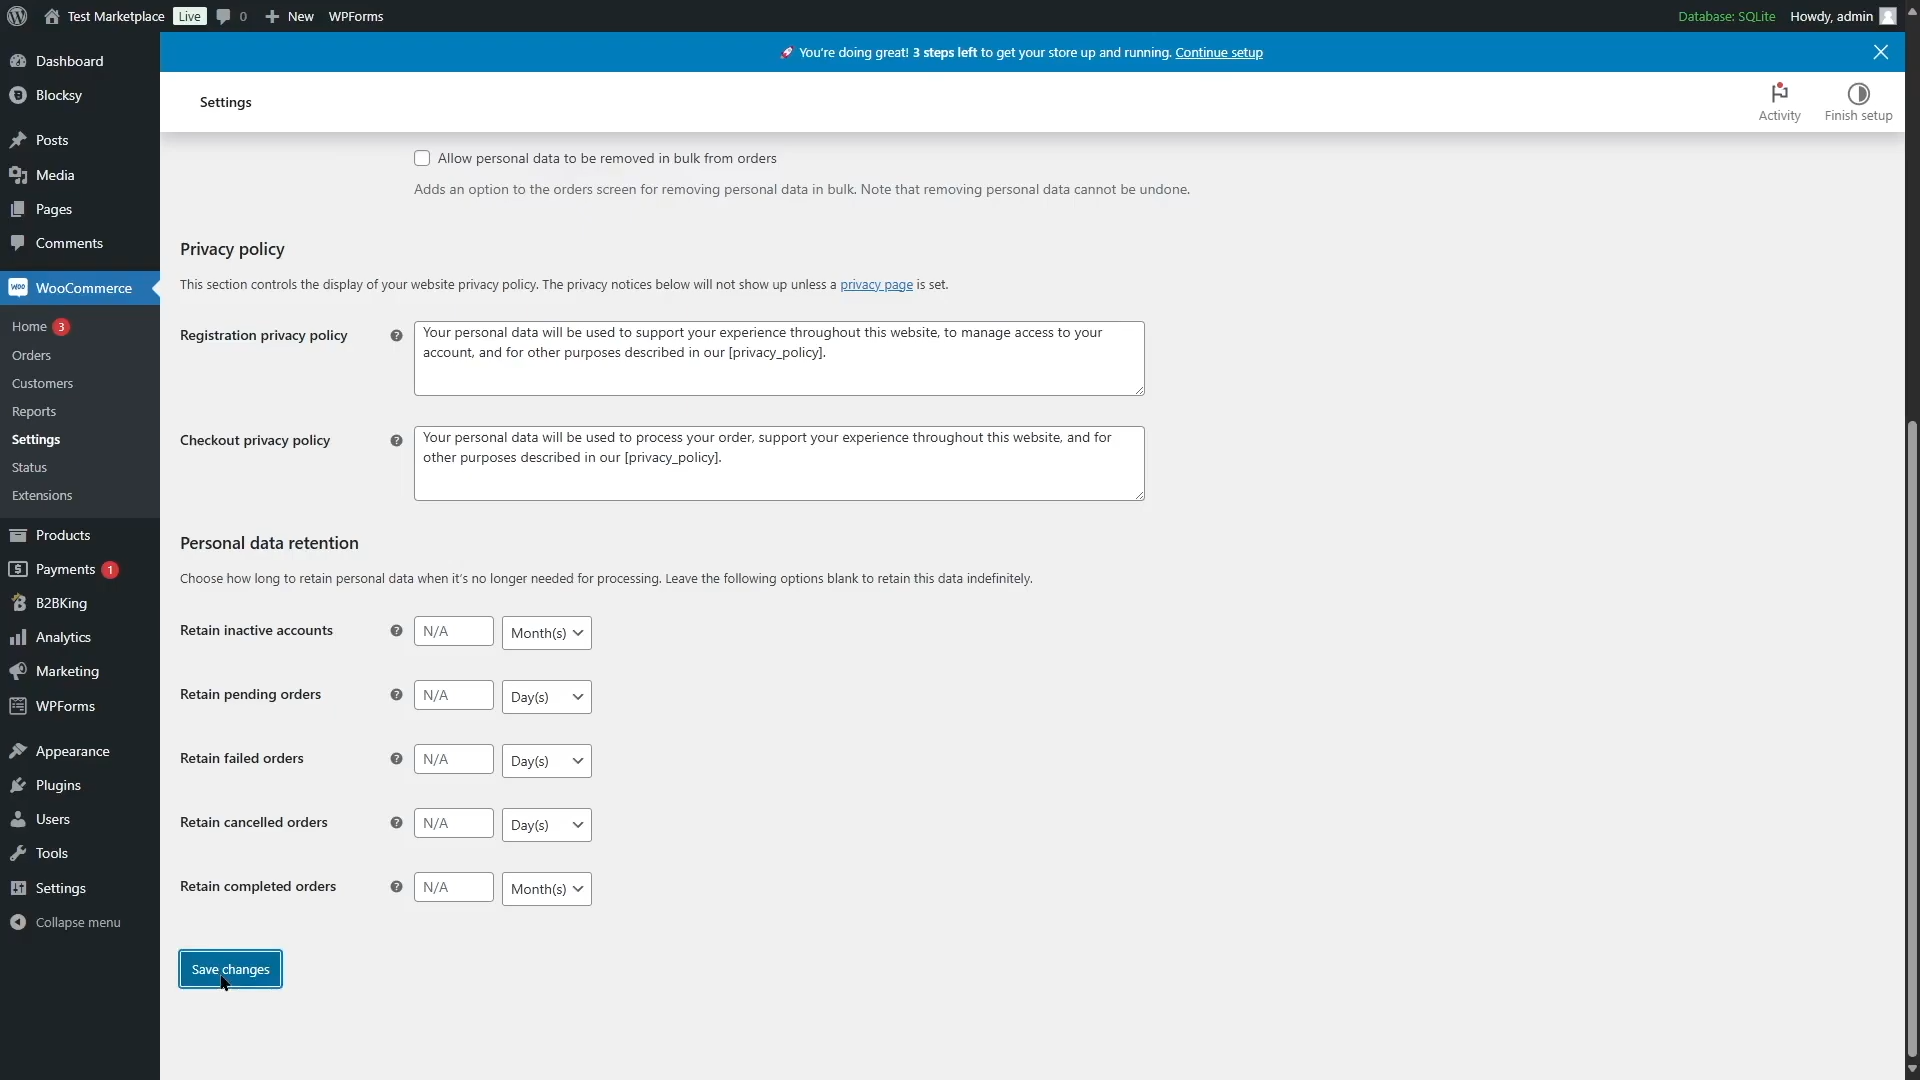 Test Marketplace Live 0 New WPForms Database: SQLite Howdy, admin
🚀 You're doing great! 3 steps left to get your store up and running. Continue setup
Settings
Activity
Finish setup
Dashboard
Blocksy
Posts
Media
Pages
Comments
WooCommerce
Home 3
Orders
Customers
Reports
Settings
Status
Extensions
Products
Payments 1
B2BKing
Analytics
Marketing
WPForms
Appearance
Plugins
Users
Tools
Settings
Collapse menu
Allow personal data to be removed in bulk from orders
Adds an option to the orders screen for removing personal data in bulk. Note that removing personal data cannot be undone.
Privacy policy
This section controls the display of your website privacy policy. The privacy notices below will not show up unless a privacy page is set.
Registration privacy policy
Your personal data will be used to support your experience throughout this website, to manage access to your
account, and for other purposes described in our [privacy_policy].
Checkout privacy policy
Your personal data will be used to process your order, support your experience throughout this website, and for
other purposes described in our [privacy_policy].
Personal data retention
Choose how long to retain personal data when it's no longer needed for processing. Leave the following options blank to retain this data indefinitely.
Retain inactive accounts N/A Month(s)
Retain pending orders N/A Day(s)
Retain failed orders N/A Day(s)
Retain cancelled orders N/A Day(s)
Retain completed orders N/A Month(s)
Save changes